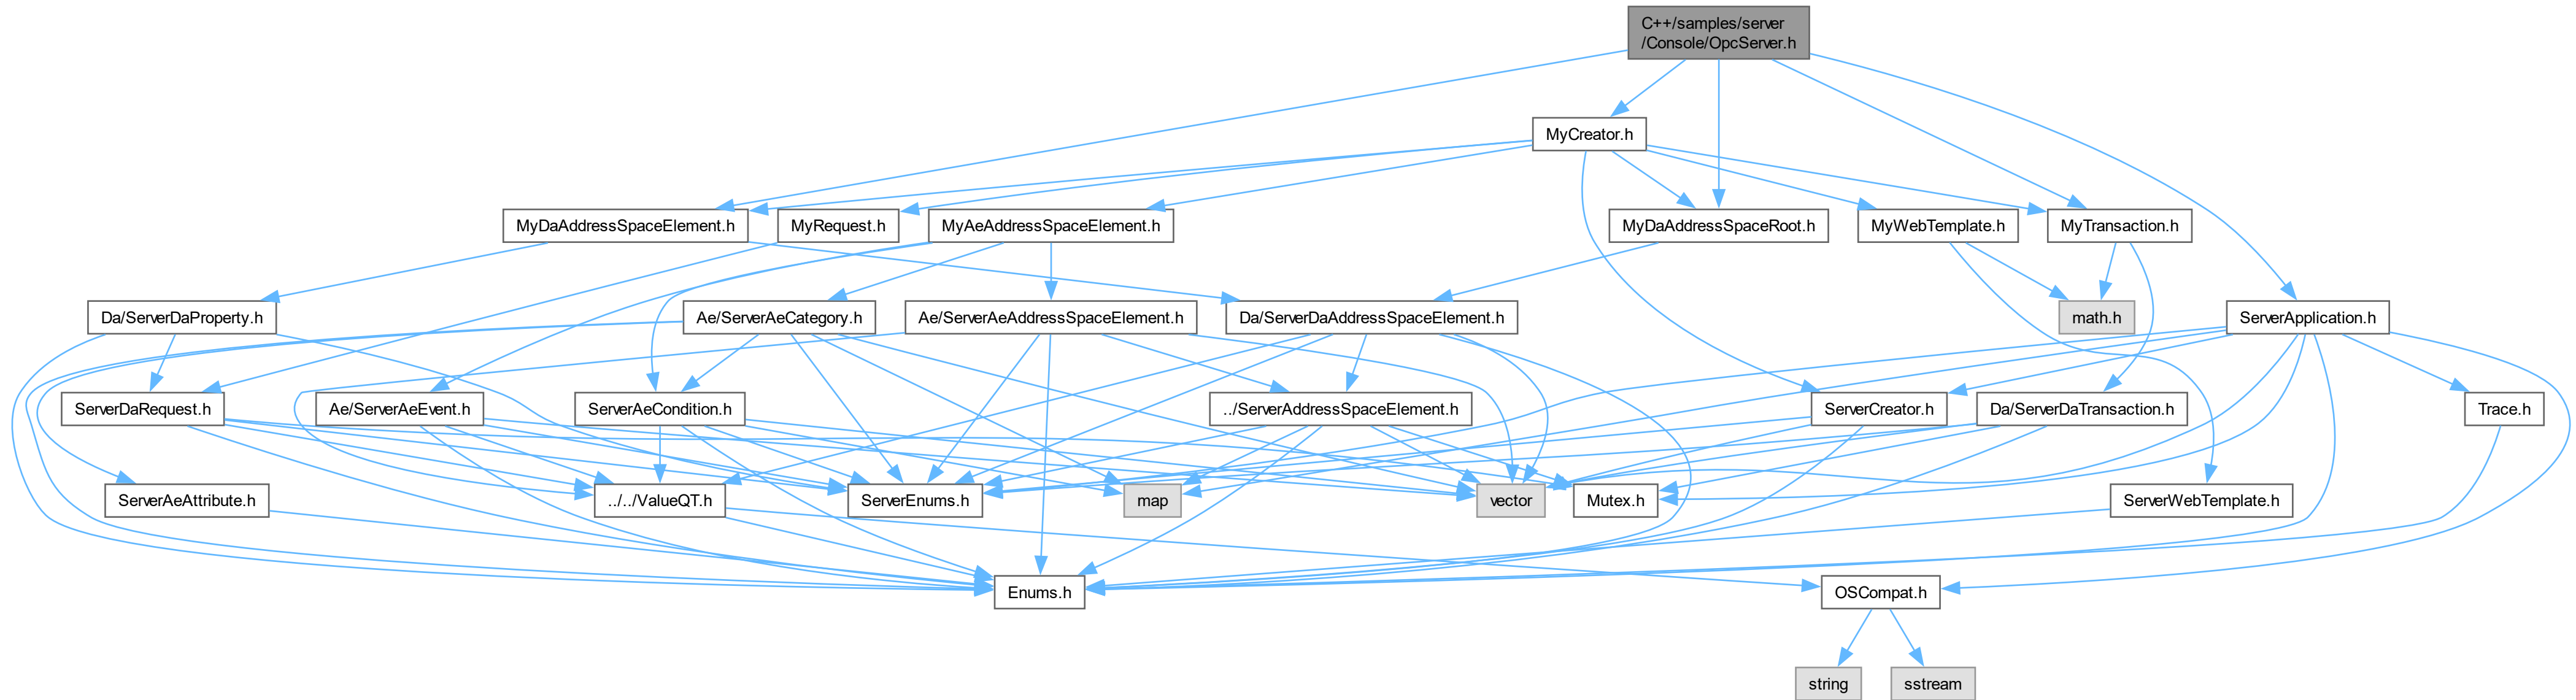 C++/samples/server
/Console/OpcServer.h
MyCreator.h
MyDaAddressSpaceElement.h
MyRequest.h
MyAeAddressSpaceElement.h
MyDaAddressSpaceRoot.h
MyWebTemplate.h
MyTransaction.h
Da/ServerDaProperty.h
Ae/ServerAeCategory.h
Ae/ServerAeAddressSpaceElement.h
Da/ServerDaAddressSpaceElement.h
math.h
ServerApplication.h
ServerDaRequest.h
Ae/ServerAeEvent.h
ServerAeCondition.h
../ServerAddressSpaceElement.h
ServerCreator.h
Da/ServerDaTransaction.h
Trace.h
ServerAeAttribute.h
../../ValueQT.h
ServerEnums.h
map
vector
Mutex.h
ServerWebTemplate.h
Enums.h
OSCompat.h
string
sstream